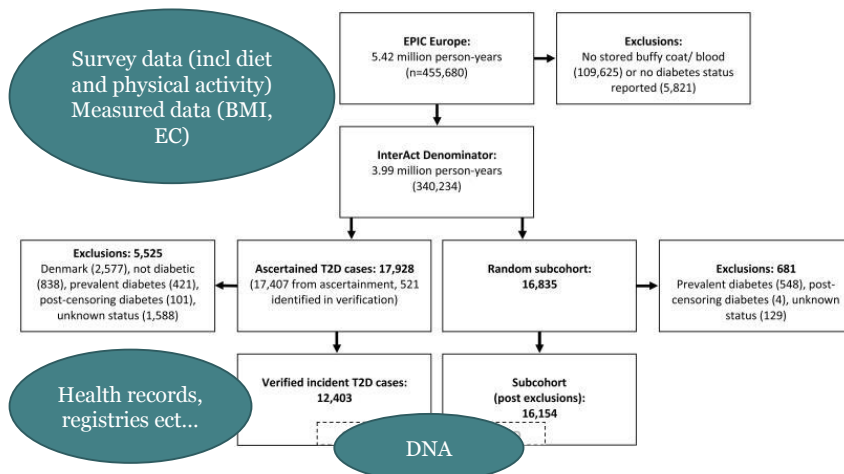 Survey data (incl diet
and physical activity)
Measured data (BMI,
EC)
EPIC Europe:
5.42 million person-years
(n=455,680)
Exclusions:
No stored buffy coat/ blood
(109,625) or no diabetes status
reported (5,821)
InterAct Denominator:
3.99 million person-years
(340,234)
Exclusions: 5,525
Denmark (2,577), not diabetic
(838), prevalent diabetes (421),
post-censoring diabetes (101),
unknown status (1,588)
Ascertained T2D cases: 17,928
(17,407 from ascertainment, 521
identified in verification)
Random subcohort:
16,835
Exclusions: 681
Prevalent diabetes (548), post-
censoring diabetes (4), unknown
status (129)
Health records,
registries ect...
Verified incident T2D cases:
12,403
Subcohort
(post exclusions):
16,154
DNA